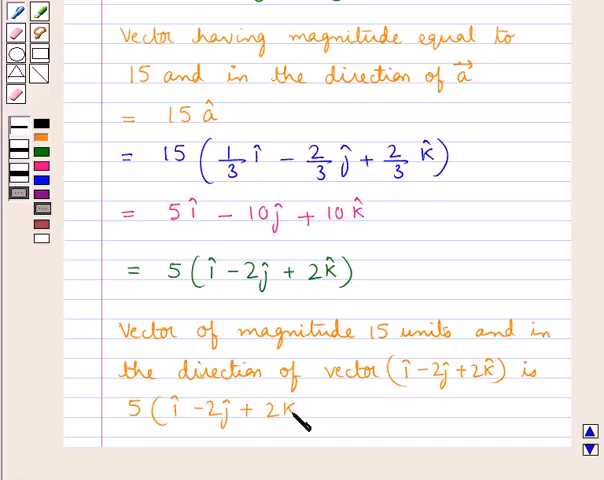 Vector having magnitude equal to
15 and in the direction of a⃗
= 15 â
= 15 ( 1/3 î - 2/3 ĵ + 2/3 k̂ )
= 5î - 10ĵ + 10k̂
= 5 ( î - 2ĵ + 2k̂ )
Vector of magnitude 15 units and in
the direction of vector ( î - 2ĵ + 2k̂ ) is
5 ( î - 2ĵ + 2k